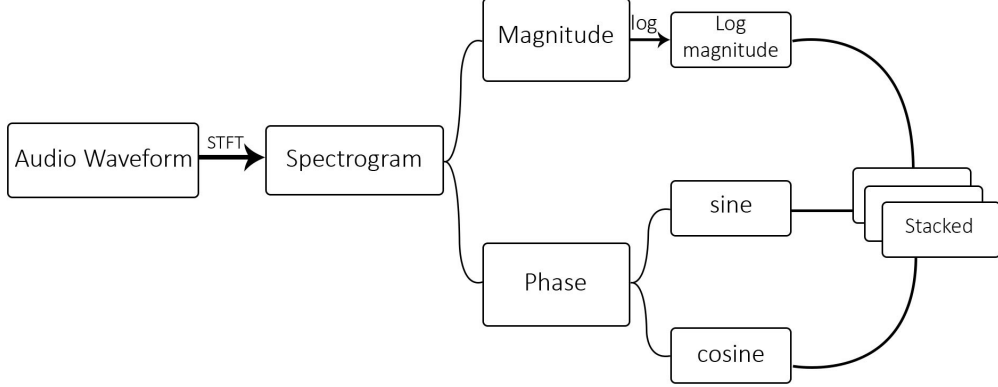 Audio Waveform
STFT
Spectrogram
Magnitude
log
Log
magnitude
Phase
sine
cosine
Stacked